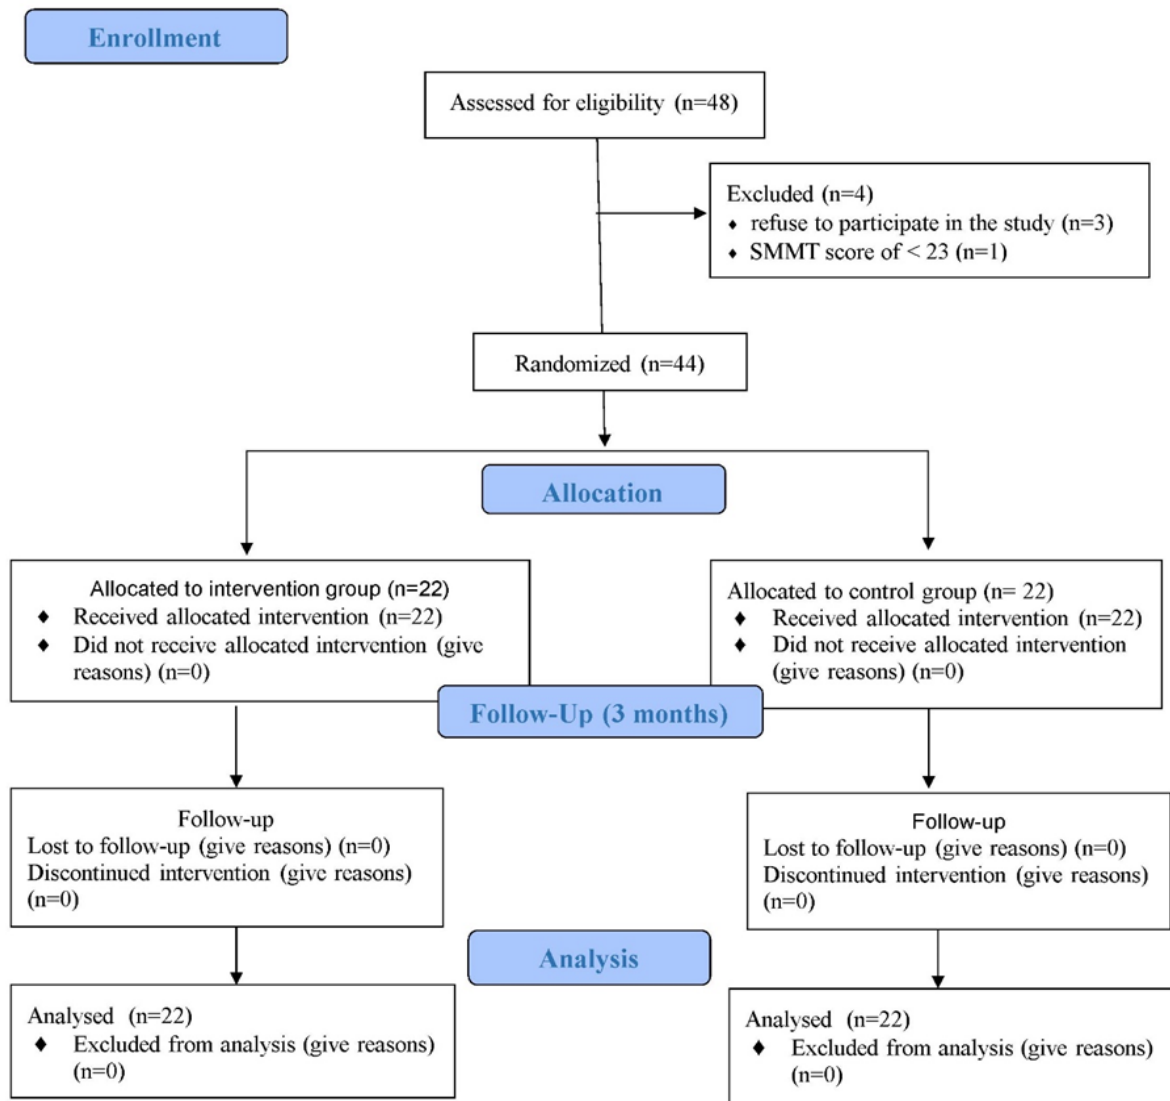 Enrollment
Assessed for eligibility (n=48)
Excluded (n=4)
⬩ refuse to participate in the study (n=3)
⬩ SMMT score of < 23 (n=1)
Randomized (n=44)
Allocation
Allocated to intervention group (n=22)
♦ Received allocated intervention (n=22)
♦ Did not receive allocated intervention (give
reasons) (n=0)
Allocated to control group (n= 22)
♦ Received allocated intervention (n=22)
♦ Did not receive allocated intervention
(give reasons) (n=0)
Follow-Up (3 months)
Follow-up
Lost to follow-up (give reasons) (n=0)
Discontinued intervention (give reasons)
(n=0)
Follow-up
Lost to follow-up (give reasons) (n=0)
Discontinued intervention (give reasons)
(n=0)
Analysis
Analysed (n=22)
♦ Excluded from analysis (give reasons)
(n=0)
Analysed (n=22)
♦ Excluded from analysis (give reasons)
(n=0)